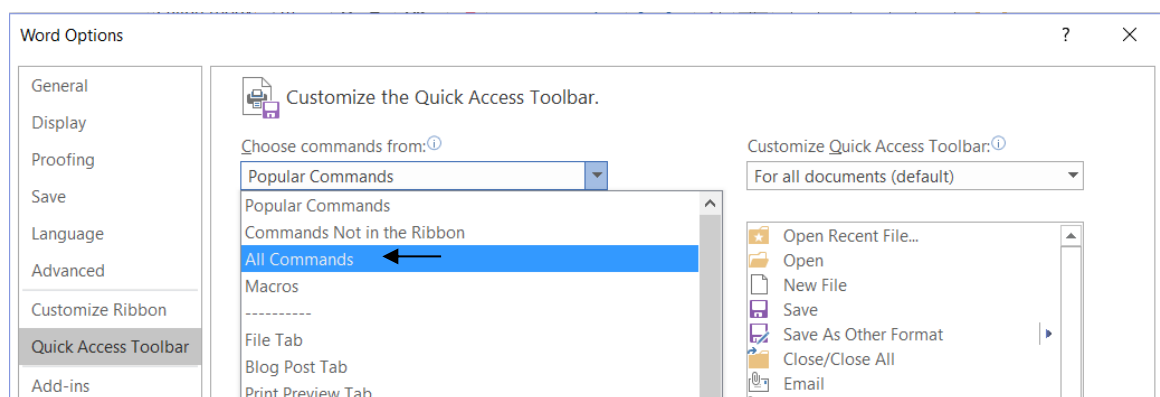 Word Options ?
General
Display
Proofing
Save
Language
Advanced
Customize Ribbon
Quick Access Toolbar
Add-ins
Customize the Quick Access Toolbar.
Choose commands from:
Popular Commands
Popular Commands
Commands Not in the Ribbon
All Commands
Macros
----------
File Tab
Blog Post Tab
Print Preview Tab
Customize Quick Access Toolbar:
For all documents (default)
Open Recent File...
Open
New File
Save
Save As Other Format
Close/Close All
Email